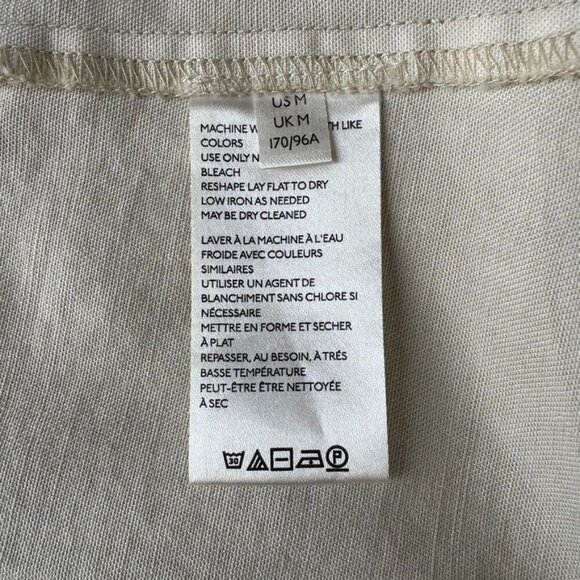 US M
UK M
170/96A
MACHINE W TH LIKE
COLORS
USE ONLY N
BLEACH
RESHAPE LAY FLAT TO DRY
LOW IRON AS NEEDED
MAY BE DRY CLEANED
LAVER À LA MACHINE À L'EAU
FROIDE AVEC COULEURS
SIMILAIRES
UTILISER UN AGENT DE
BLANCHIMENT SANS CHLORE SI
NÉCESSAIRE
METTRE EN FORME ET SECHER
À PLAT
REPASSER, AU BESOIN, À TRÉS
BASSE TEMPÉRATURE
PEUT-ÊTRE ÊTRE NETTOYÉE
À SEC
30 P